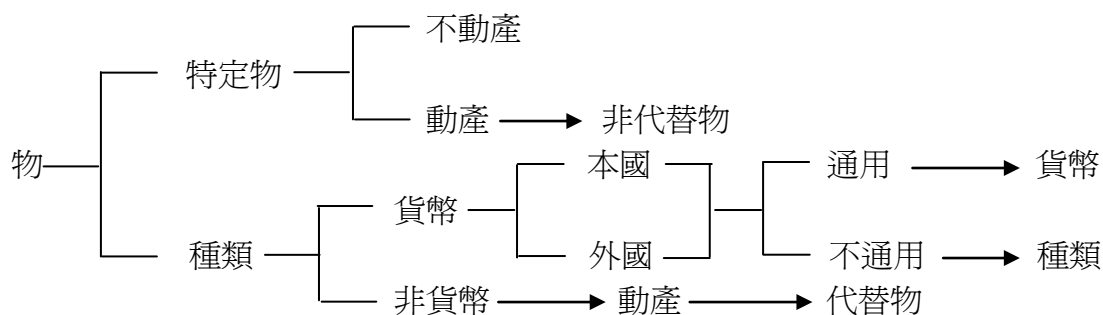 不動產
特定物
動產 非代替物
物 本國 通用 貨幣
貨幣
種類 外國 不通用 種類
非貨幣 動產 代替物